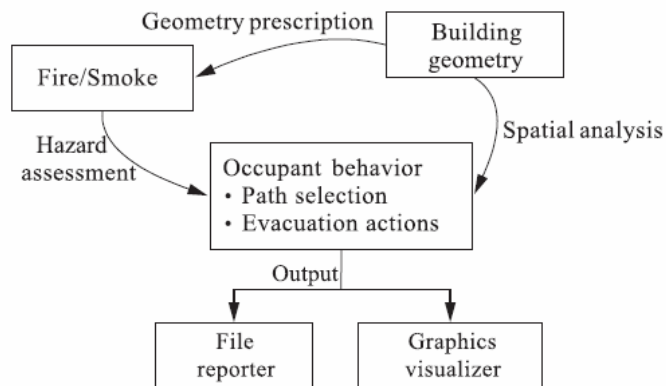 Geometry prescription
Building
geometry
Fire/Smoke
Spatial analysis
Hazard
assessment
Occupant behavior
• Path selection
• Evacuation actions
Output
File
reporter
Graphics
visualizer